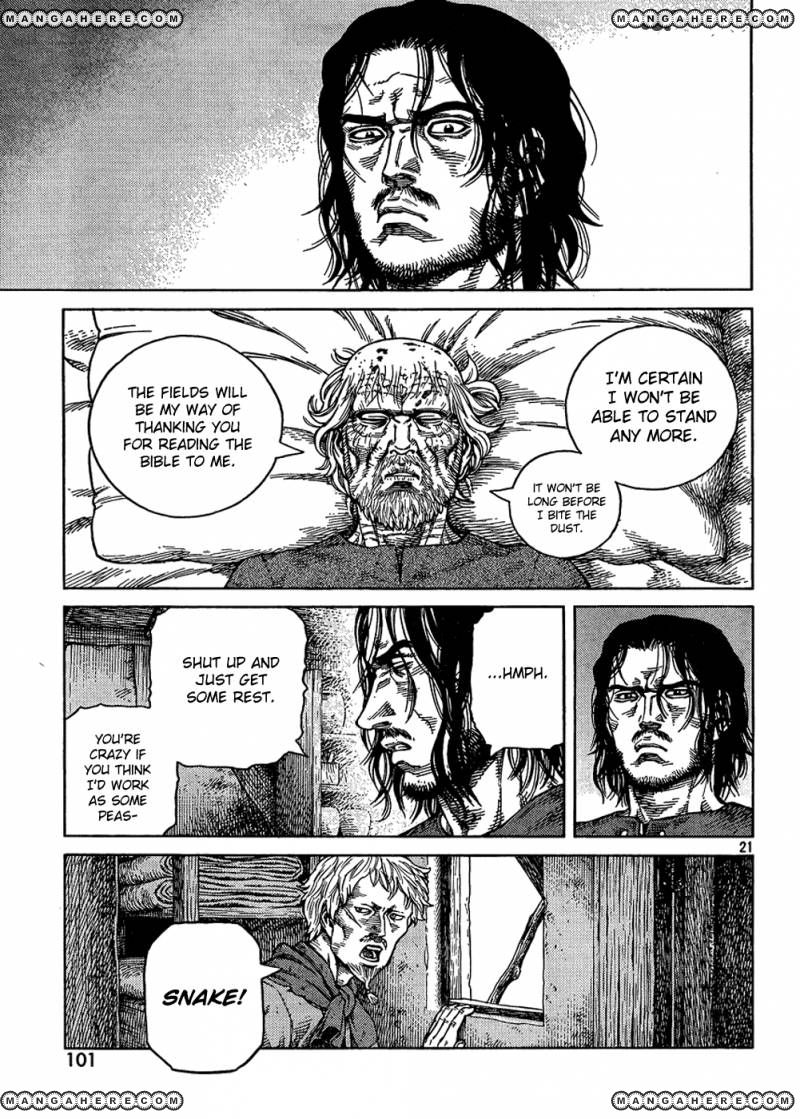 MANGAHERE.COM
MANGAHERE.COM
I'M CERTAIN
I WON'T BE
ABLE TO STAND
ANY MORE.
IT WON'T BE
LONG BEFORE
I BITE THE
DUST.
THE FIELDS WILL
BE MY WAY OF
THANKING YOU
FOR READING THE
BIBLE TO ME.
...HMPH.
SHUT UP AND
JUST GET
SOME REST.
YOU'RE
CRAZY IF
YOU THINK
I'D WORK
AS SOME
PEAS-
21
SNAKE!
101
MANGAHERE.COM
MANGAHERE.COM